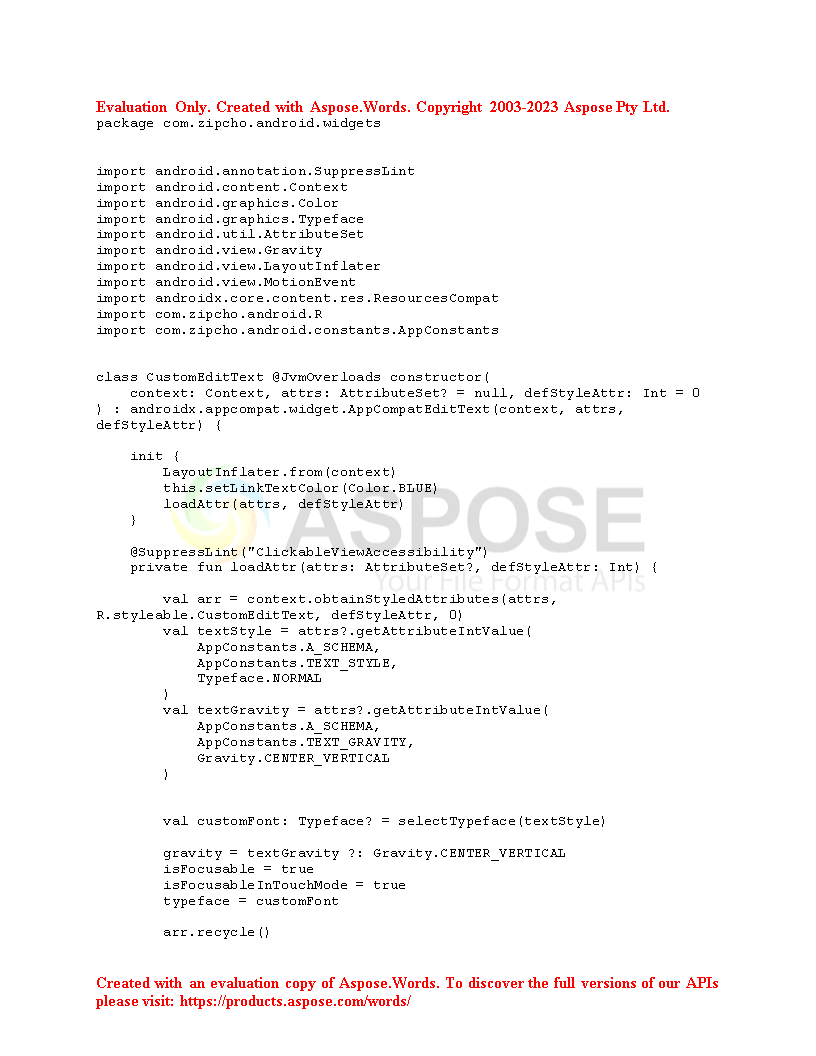 Evaluation Only. Created with Aspose.Words. Copyright 2003-2023 Aspose Pty Ltd.
package com.zipcho.android.widgets
import android.annotation.SuppressLint
import android.content.Context
import android.graphics.Color
import android.graphics.Typeface
import android.util.AttributeSet
import android.view.Gravity
import android.view.LayoutInflater
import android.view.MotionEvent
import androidx.core.content.res.ResourcesCompat
import com.zipcho.android.R
import com.zipcho.android.constants.AppConstants
class CustomEditText @JvmOverloads constructor(
    context: Context, attrs: AttributeSet? = null, defStyleAttr: Int = 0
) : androidx.appcompat.widget.AppCompatEditText(context, attrs,
defStyleAttr) {
    init {
        LayoutInflater.from(context)
        this.setLinkTextColor(Color.BLUE)
        loadAttr(attrs, defStyleAttr)
    }
ASPOSE
    @SuppressLint("ClickableViewAccessibility")
    private fun loadAttr(attrs: AttributeSet?, defStyleAttr: Int) {
Your File Format APIs
        val arr = context.obtainStyledAttributes(attrs,
R.styleable.CustomEditText, defStyleAttr, 0)
        val textStyle = attrs?.getAttributeIntValue(
            AppConstants.A_SCHEMA,
            AppConstants.TEXT_STYLE,
            Typeface.NORMAL
        )
        val textGravity = attrs?.getAttributeIntValue(
            AppConstants.A_SCHEMA,
            AppConstants.TEXT_GRAVITY,
            Gravity.CENTER_VERTICAL
        )
        val customFont: Typeface? = selectTypeface(textStyle)
        gravity = textGravity ?: Gravity.CENTER_VERTICAL
        isFocusable = true
        isFocusableInTouchMode = true
        typeface = customFont
        arr.recycle()
Created with an evaluation copy of Aspose.Words. To discover the full versions of our APIs
please visit: https://products.aspose.com/words/